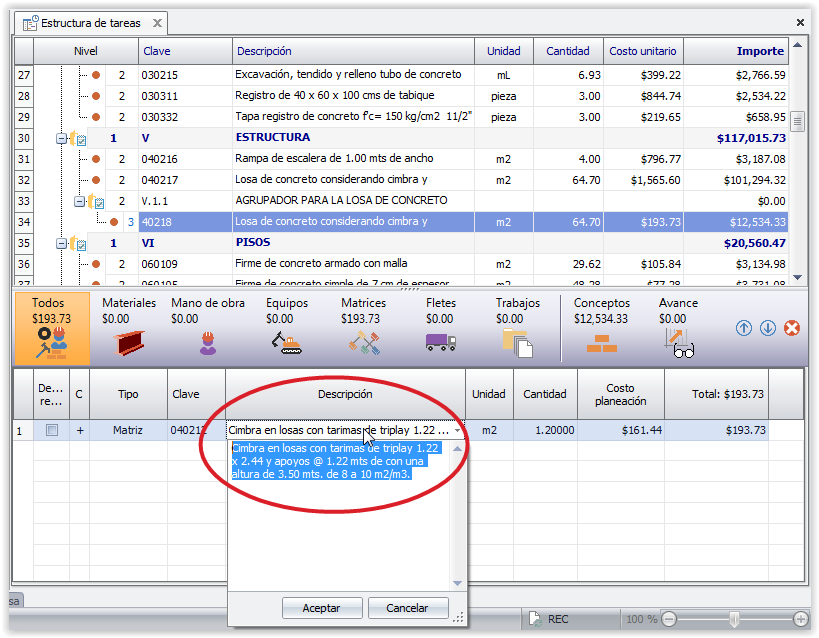 Estructura de tareas
Nivel Clave Descripción Unidad Cantidad Costo unitario Importe
27 2 030215 Excavación, tendido y relleno tubo de concreto mL 6.93 $399.22 $2,766.59
28 2 030311 Registro de 40 x 60 x 100 cms de tabique pieza 3.00 $844.74 $2,534.22
29 2 030332 Tapa registro de concreto f'c= 150 kg/cm2 11/2" pieza 3.00 $219.65 $658.95
30 1 V ESTRUCTURA $117,015.73
31 2 040216 Rampa de escalera de 1.00 mts de ancho m2 4.00 $796.77 $3,187.08
32 2 040217 Losa de concreto considerando cimbra y m2 64.70 $1,565.60 $101,294.32
33 2 V.1.1 AGRUPADOR PARA LA LOSA DE CONCRETO $0.00
34 3 40218 Losa de concreto considerando cimbra y m2 64.70 $193.73 $12,534.33
35 1 VI PISOS $20,560.47
36 2 060109 Firme de concreto armado con malla m2 29.62 $105.84 $3,134.98
37 2 060105 Firme de concreto simple de 7 cm de espesor m2 48.28 $77.28 $3,731.08
Todos Materiales Mano de obra Equipos Matrices Fletes Trabajos Conceptos Avance
$193.73 $0.00 $0.00 $0.00 $193.73 $0.00 $0.00 $12,534.33 $0.00
De... re... C Tipo Clave Descripción Unidad Cantidad Costo planeación Total: $193.73
1 + Matriz Cimbra en losas con tarimas de triplay 1.22 ... m2 1.20000 $161.44 $193.73
Cimbra en losas con tarimas de triplay 1.22
x 2.44 y apoyos @ 1.22 mts de con una
altura de 3.50 mts. de 8 a 10 m2/m3.
Aceptar Cancelar
sa
REC 100 %